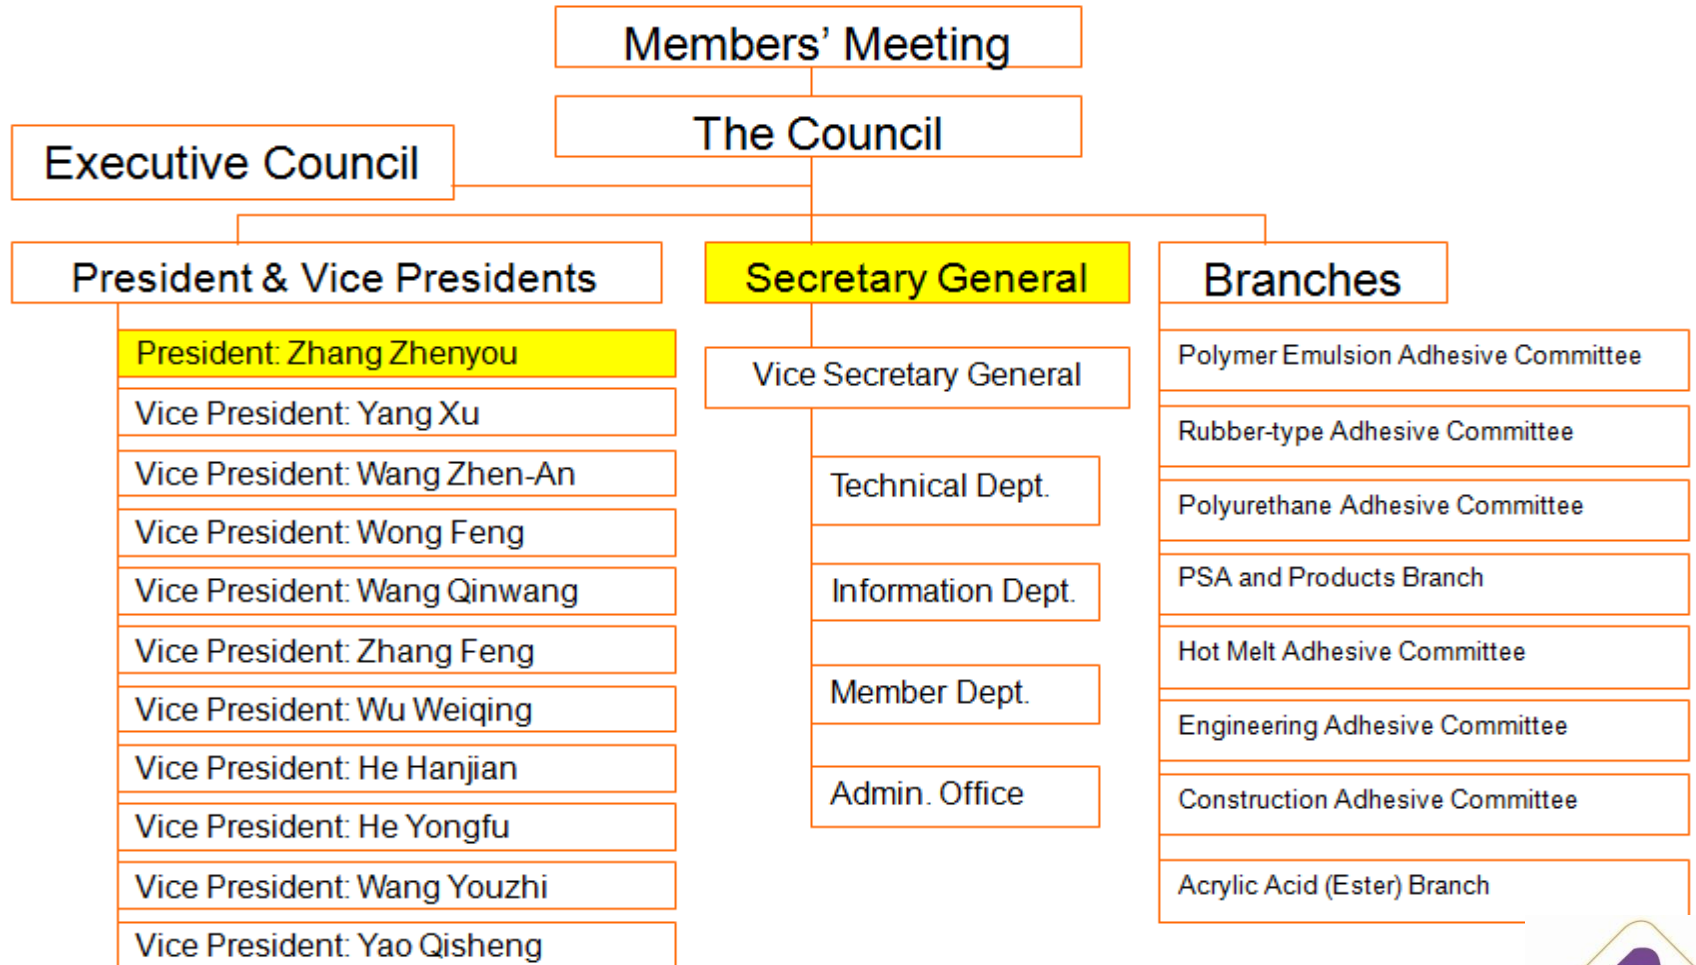 Members’ Meeting
The Council
Executive Council
President & Vice Presidents
President: Zhang Zhenyou
Vice President: Yang Xu
Vice President: Wang Zhen-An
Vice President: Wong Feng
Vice President: Wang Qinwang
Vice President: Zhang Feng
Vice President: Wu Weiqing
Vice President: He Hanjian
Vice President: He Yongfu
Vice President: Wang Youzhi
Vice President: Yao Qisheng
Secretary General
Vice Secretary General
Technical Dept.
Information Dept.
Member Dept.
Admin. Office
Branches
Polymer Emulsion Adhesive Committee
Rubber-type Adhesive Committee
Polyurethane Adhesive Committee
PSA and Products Branch
Hot Melt Adhesive Committee
Engineering Adhesive Committee
Construction Adhesive Committee
Acrylic Acid (Ester) Branch